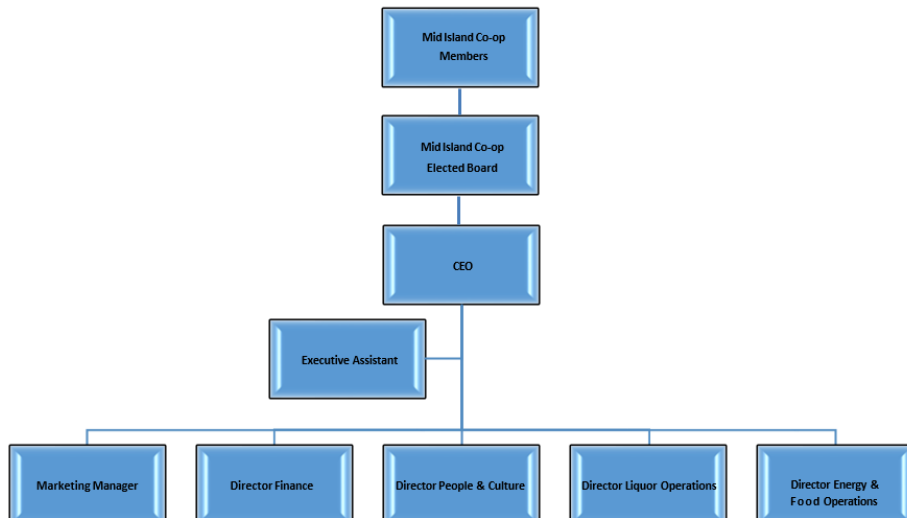 Mid Island Co-op
Members
Mid Island Co-op
Elected Board
CEO
Executive Assistant
Marketing Manager
Director Finance
Director People & Culture
Director Liquor Operations
Director Energy &
Food Operations